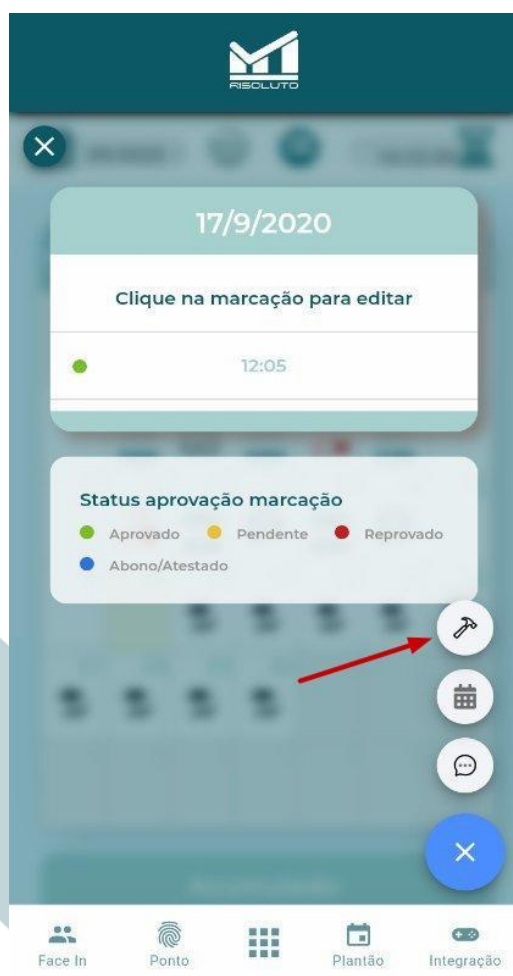 RISOLUTO
17/9/2020
Clique na marcação para editar
12:05
Status aprovação marcação
Aprovado Pendente Reprovado
Abono/Atestado
Face In Ponto Plantão Integração